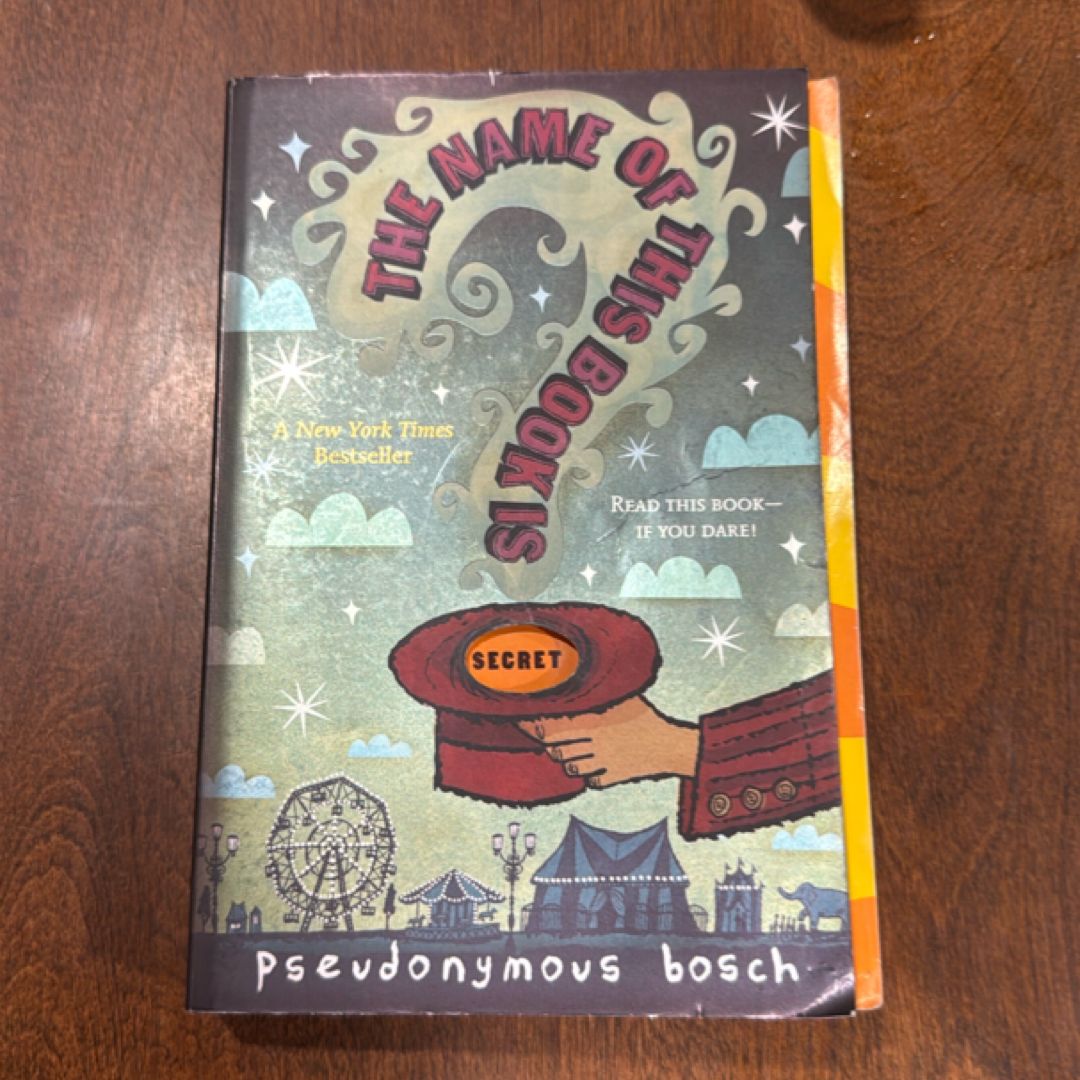 THE NAME OF THIS BOOK IS
A New York Times
Bestseller
READ THIS BOOK—
IF YOU DARE!
SECRET
pseudonymous bosch